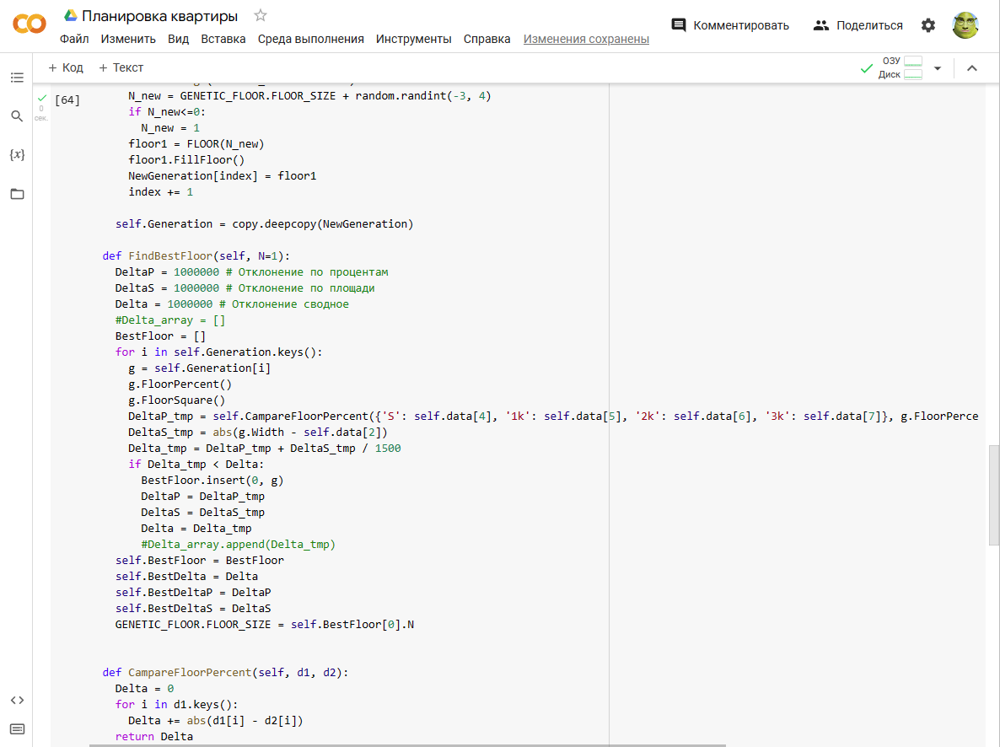 Планировка квартиры
Файл Изменить Вид Вставка Среда выполнения Инструменты Справка Изменения сохранены
Комментировать
Поделиться
+ Код + Текст
ОЗУ
Диск
[64]
0
сек.
{x}
N_new = GENETIC_FLOOR.FLOOR_SIZE + random.randint(-3, 4)
if N_new<=0:
N_new = 1
floor1 = FLOOR(N_new)
floor1.FillFloor()
NewGeneration[index] = floor1
index += 1
self.Generation = copy.deepcopy(NewGeneration)
def FindBestFloor(self, N=1):
DeltaP = 1000000 # Отклонение по процентам
DeltaS = 1000000 # Отклонение по площади
Delta = 1000000 # Отклонение сводное
#Delta_array = []
BestFloor = []
for i in self.Generation.keys():
g = self.Generation[i]
g.FloorPercent()
g.FloorSquare()
DeltaP_tmp = self.CampareFloorPercent({'S': self.data[4], '1k': self.data[5], '2k': self.data[6], '3k': self.data[7]}, g.FloorPerce
DeltaS_tmp = abs(g.Width - self.data[2])
Delta_tmp = DeltaP_tmp + DeltaS_tmp / 1500
if Delta_tmp < Delta:
BestFloor.insert(0, g)
DeltaP = DeltaP_tmp
DeltaS = DeltaS_tmp
Delta = Delta_tmp
#Delta_array.append(Delta_tmp)
self.BestFloor = BestFloor
self.BestDelta = Delta
self.BestDeltaP = DeltaP
self.BestDeltaS = DeltaS
GENETIC_FLOOR.FLOOR_SIZE = self.BestFloor[0].N
def CampareFloorPercent(self, d1, d2):
Delta = 0
for i in d1.keys():
Delta += abs(d1[i] - d2[i])
return Delta